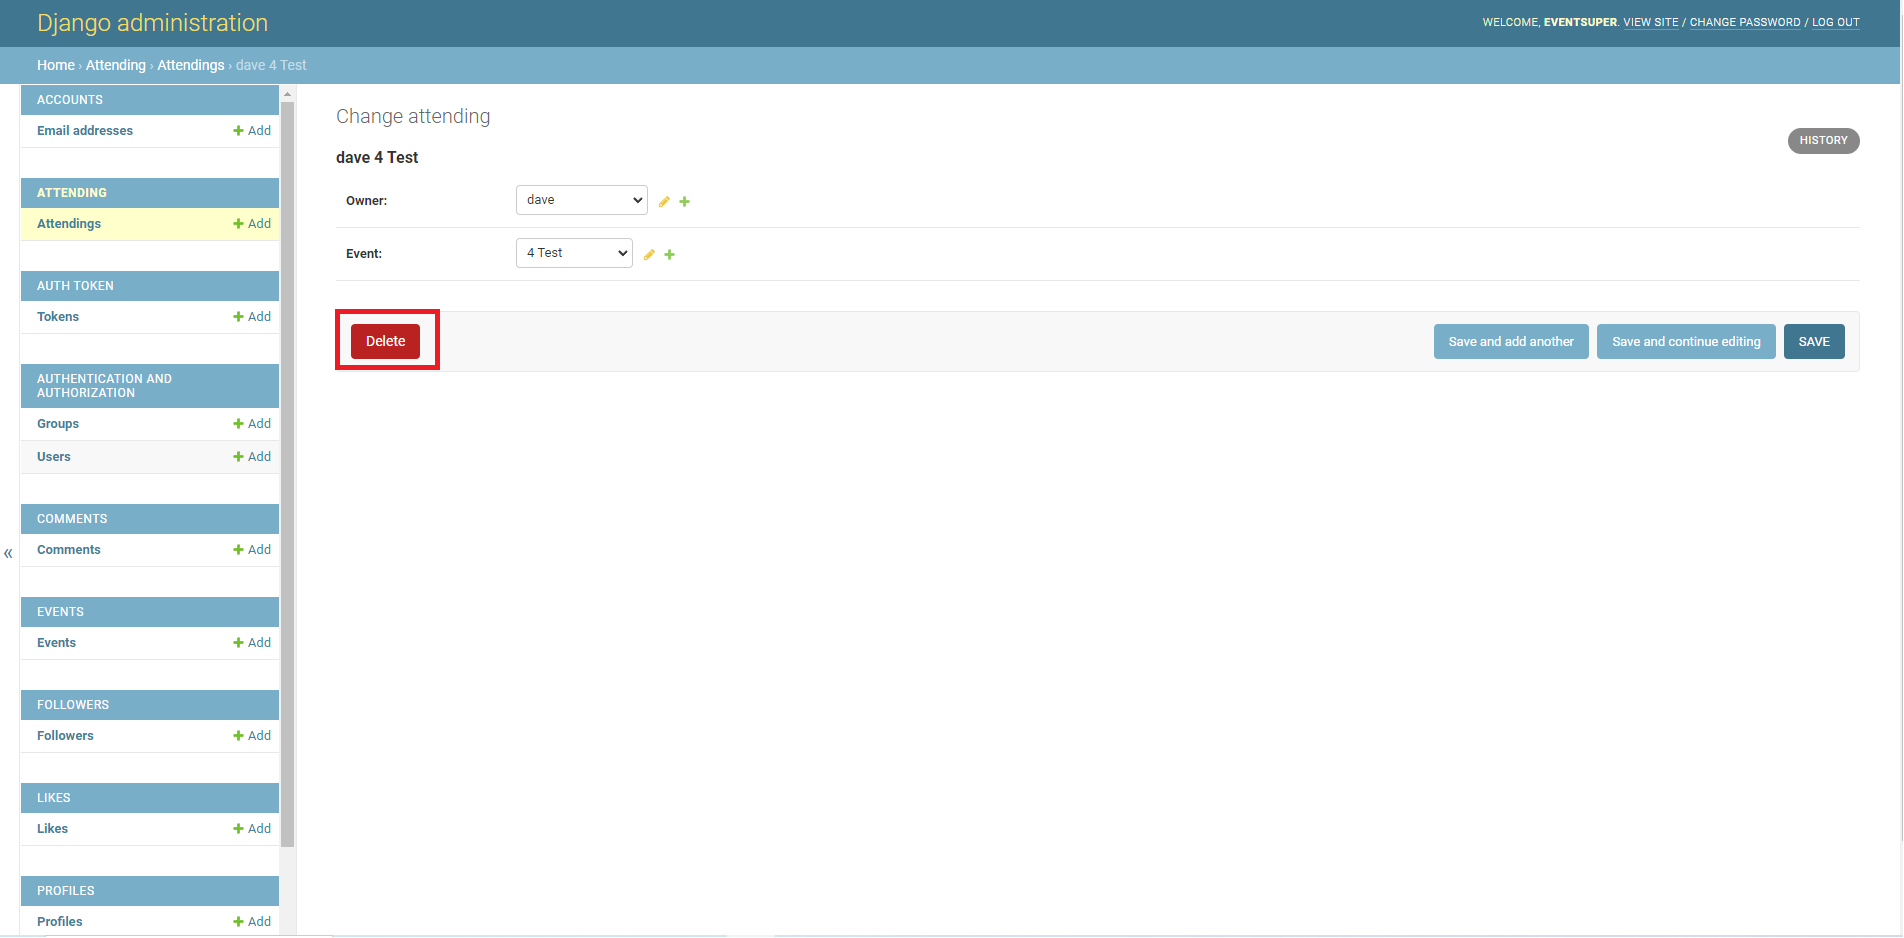 Django administration
WELCOME, EVENTSUPER. VIEW SITE / CHANGE PASSWORD / LOG OUT
Home › Attending › Attendings › dave 4 Test
ACCOUNTS
Email addresses Add
ATTENDING
Attendings Add
AUTH TOKEN
Tokens Add
AUTHENTICATION AND
AUTHORIZATION
Groups Add
Users Add
COMMENTS
Comments Add
EVENTS
Events Add
FOLLOWERS
Followers Add
LIKES
Likes Add
PROFILES
Profiles Add
«
Change attending
HISTORY
dave 4 Test
Owner: dave
Event: 4 Test
Delete Save and add another Save and continue editing SAVE